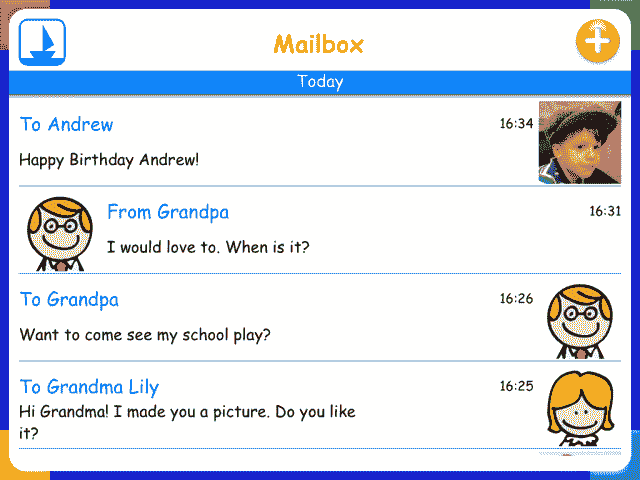 Mailbox
Today
To Andrew
16:34
Happy Birthday Andrew!
From Grandpa
16:31
I would love to. When is it?
To Grandpa
16:26
Want to come see my school play?
To Grandma Lily
16:25
Hi Grandma! I made you a picture. Do you like
it?